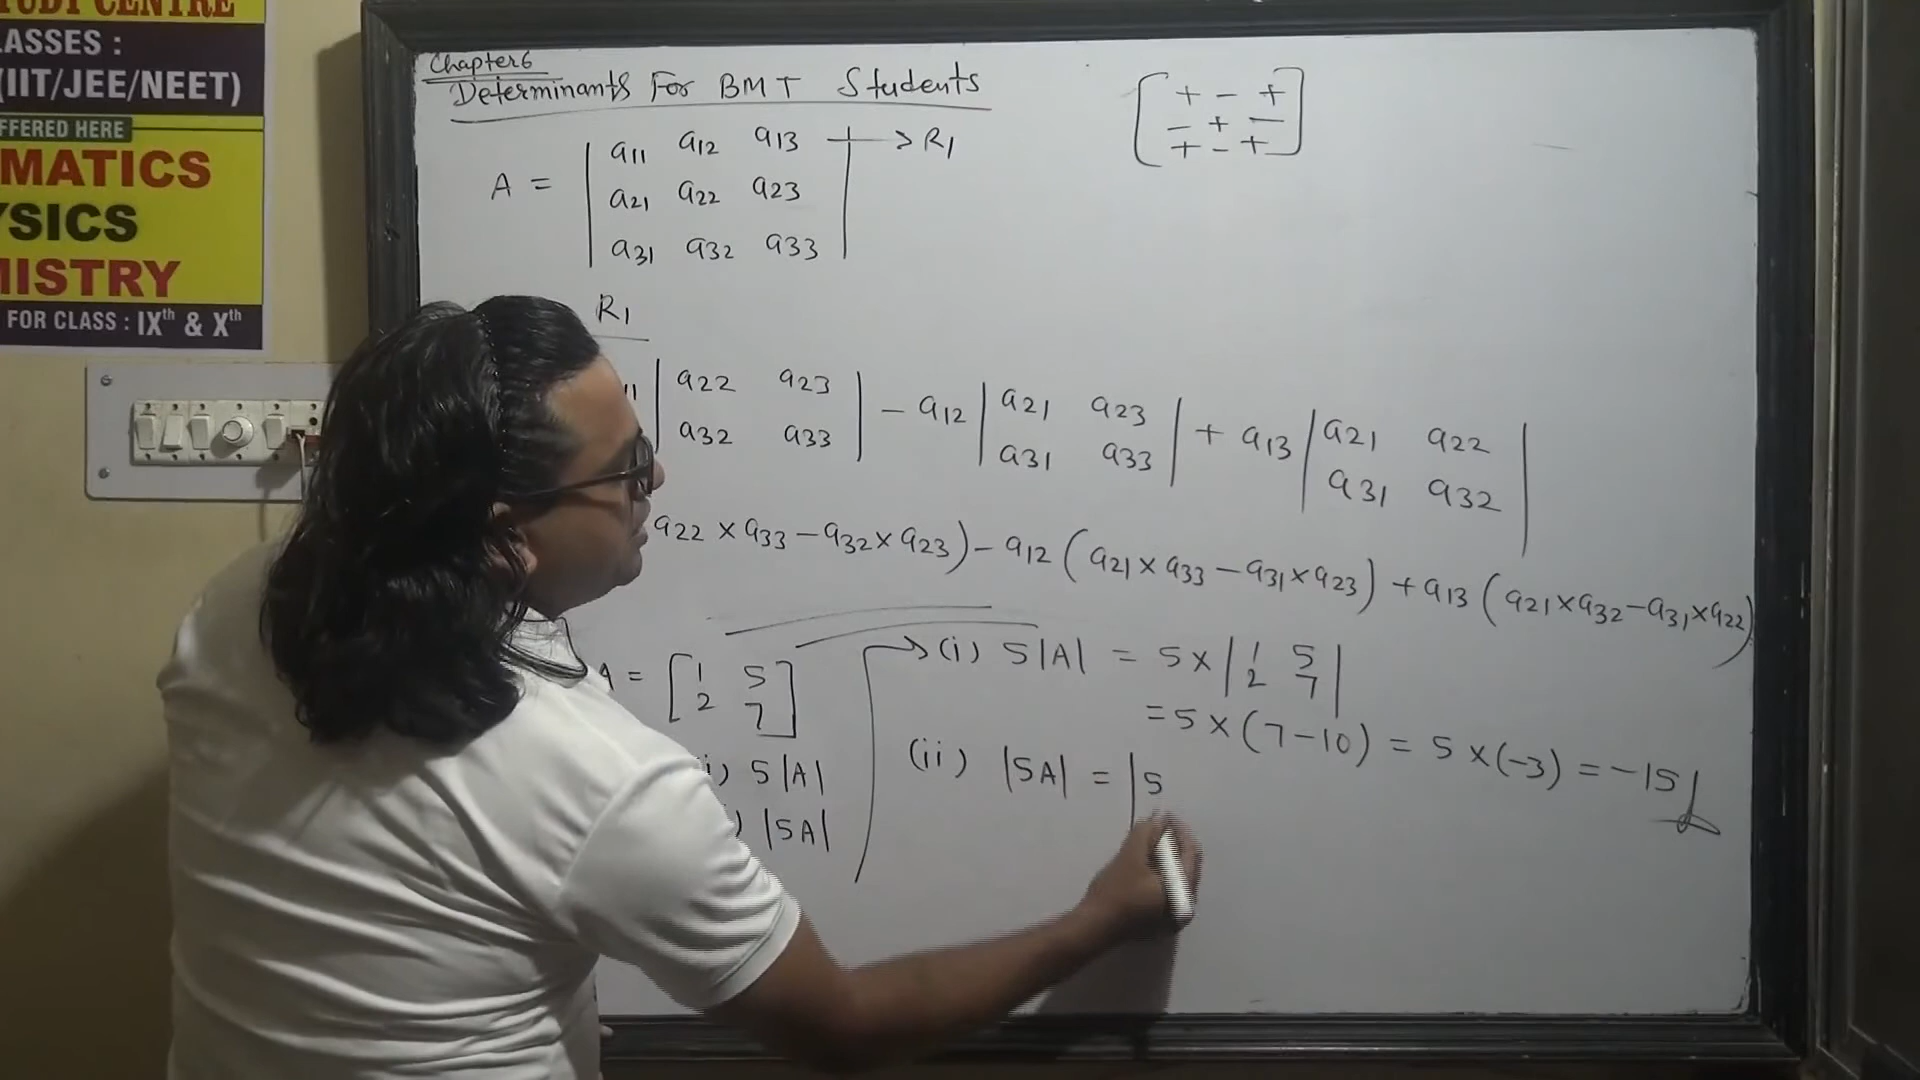 STUDY CENTRE
CLASSES :
(IIT/JEE/NEET)
OFFERED HERE
MATICS
YSICS
MISTRY
FOR CLASS : IXth & Xth
Chapter 6
Determinants For BMT Students
A = | a11 a12 a13 | → R1
a21 a22 a23
a31 a32 a33
[ + − +
− + −
+ − + ]
R1
| a22 a23 | − a12 | a21 a23 | + a13 | a21 a22 |
| a32 a33 | | a31 a33 | | a31 a32 |
a22 × a33 − a32 × a23) − a12 (a21 × a33 − a31 × a23) + a13 (a21 × a32 − a31 × a22)
A = [ 1 5
2 7 ]
i) 5|A|
) |5A|
(i) 5|A| = 5 × | 1 5 |
| 2 7 |
= 5 × (7 − 10) = 5 × (−3) = −15
(ii) |5A| = | 5